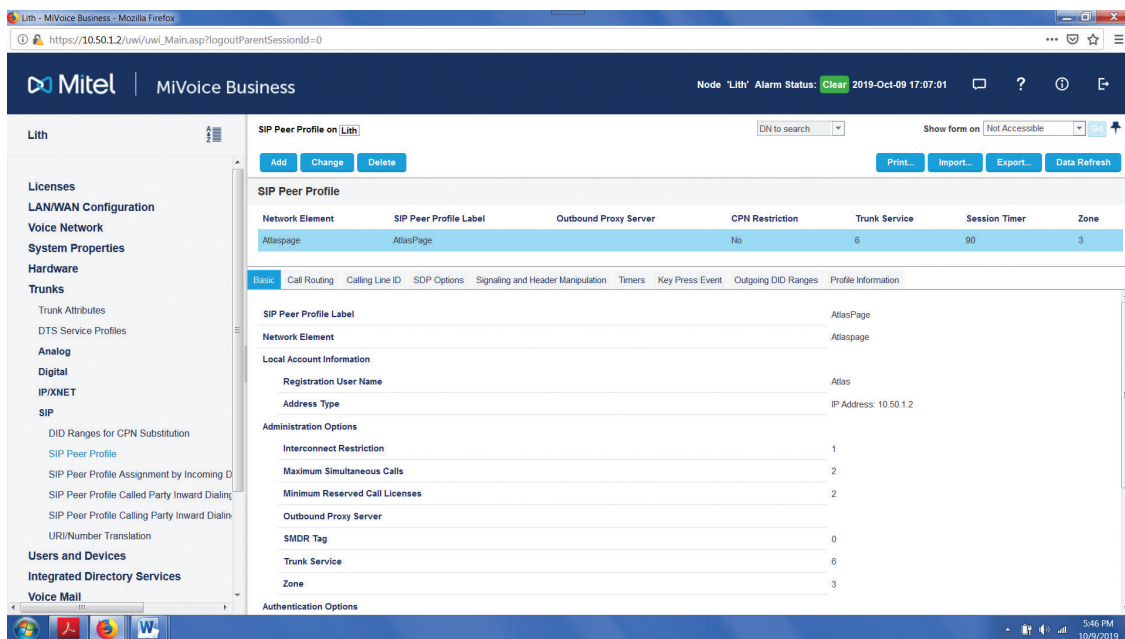 Lith - MiVoice Business - Mozilla Firefox
https://10.50.1.2/uwi/uwi_Main.asp?logoutParentSessionId=0
Mitel | MiVoice Business
Node 'Lith' Alarm Status: Clear 2019-Oct-09 17:07:01
Lith
SIP Peer Profile on Lith
DN to search
Show form on Not Accessible Go
Add Change Delete
Print... Import... Export... Data Refresh
Licenses
LAN/WAN Configuration
Voice Network
System Properties
Hardware
Trunks
Trunk Attributes
DTS Service Profiles
Analog
Digital
IP/XNET
SIP
DID Ranges for CPN Substitution
SIP Peer Profile
SIP Peer Profile Assignment by Incoming D
SIP Peer Profile Called Party Inward Dialing
SIP Peer Profile Calling Party Inward Dialin
URI/Number Translation
Users and Devices
Integrated Directory Services
Voice Mail
SIP Peer Profile
Network Element SIP Peer Profile Label Outbound Proxy Server CPN Restriction Trunk Service Session Timer Zone
Atlaspage AtlasPage No 6 90 3
Basic Call Routing Calling Line ID SDP Options Signaling and Header Manipulation Timers Key Press Event Outgoing DID Ranges Profile Information
SIP Peer Profile Label AtlasPage
Network Element Atlaspage
Local Account Information
Registration User Name Atlas
Address Type IP Address: 10.50.1.2
Administration Options
Interconnect Restriction 1
Maximum Simultaneous Calls 2
Minimum Reserved Call Licenses 2
Outbound Proxy Server
SMDR Tag 0
Trunk Service 6
Zone 3
Authentication Options
5:46 PM
10/9/2019